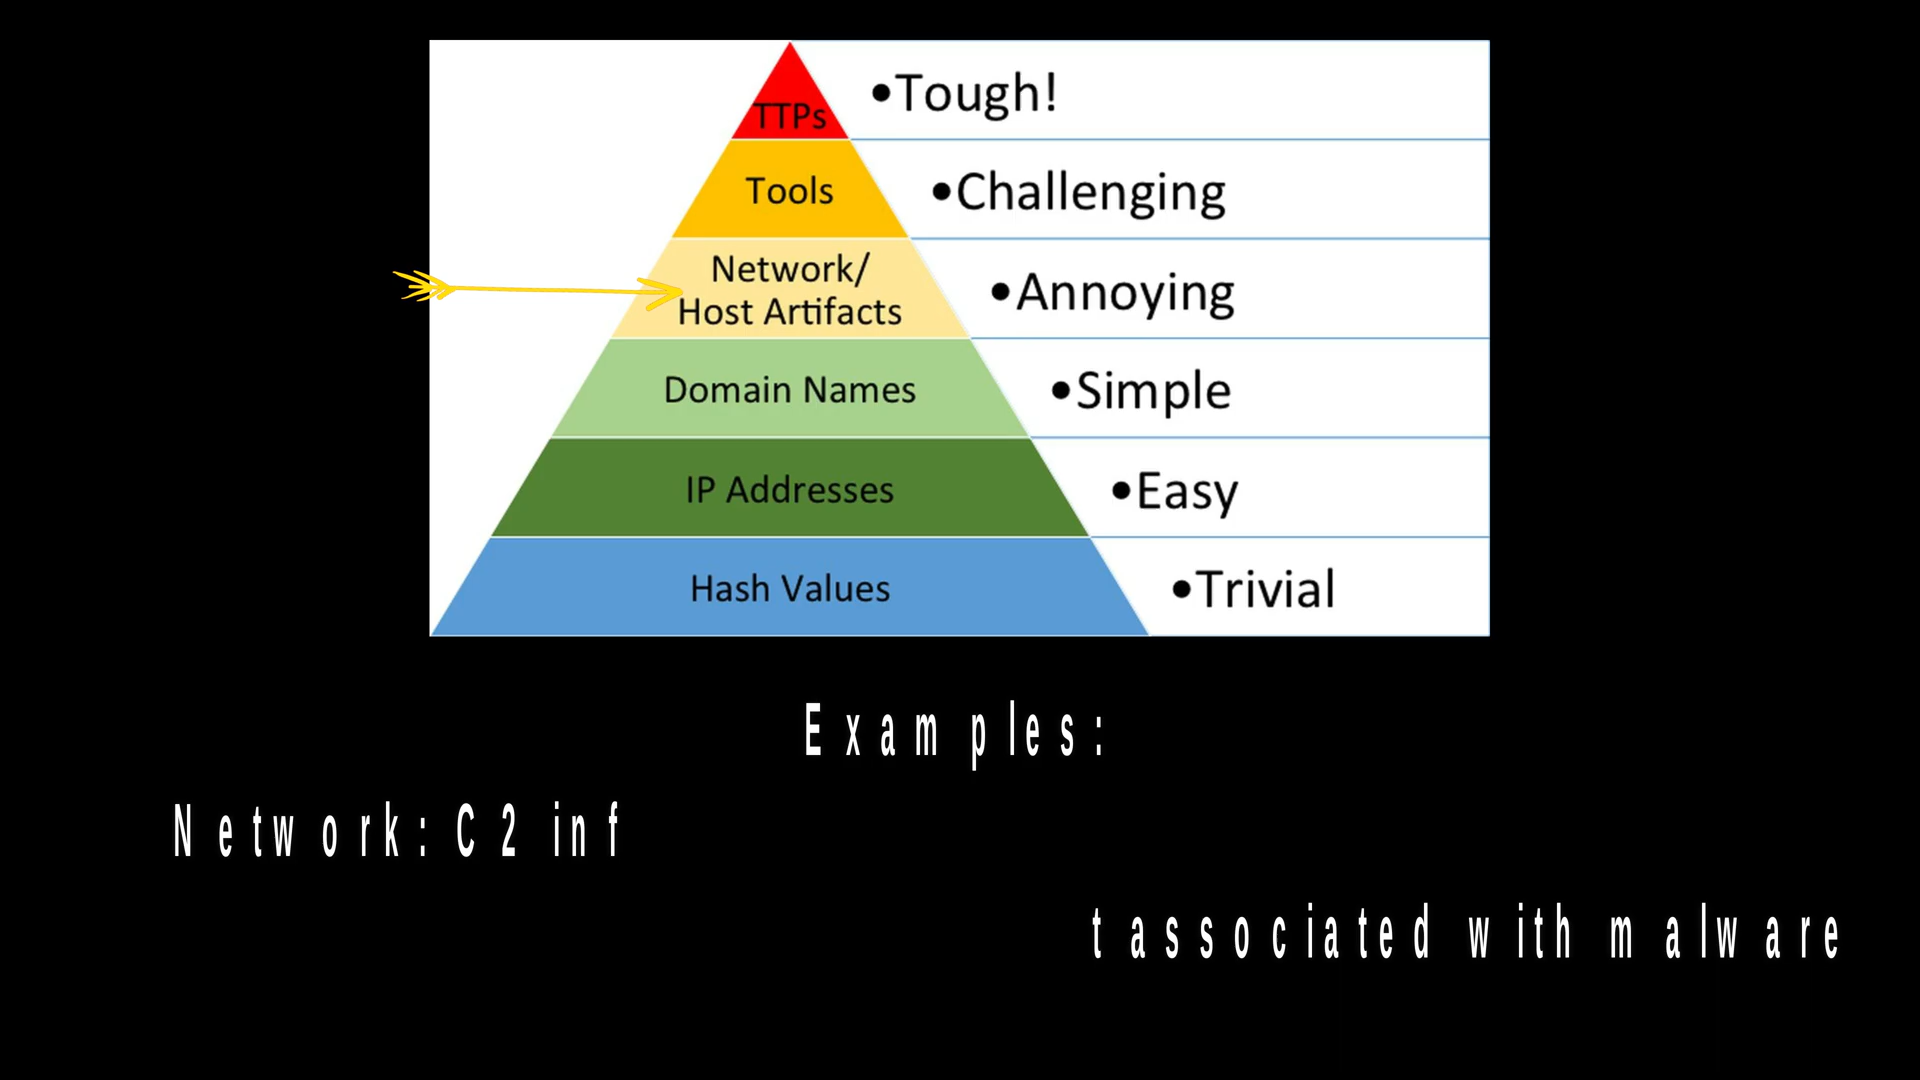 TTPs
•Tough!
Tools
•Challenging
Network/
Host Artifacts
•Annoying
Domain Names
•Simple
IP Addresses
•Easy
Hash Values
•Trivial
Examples:
Network: C2 inf
t associated with malware